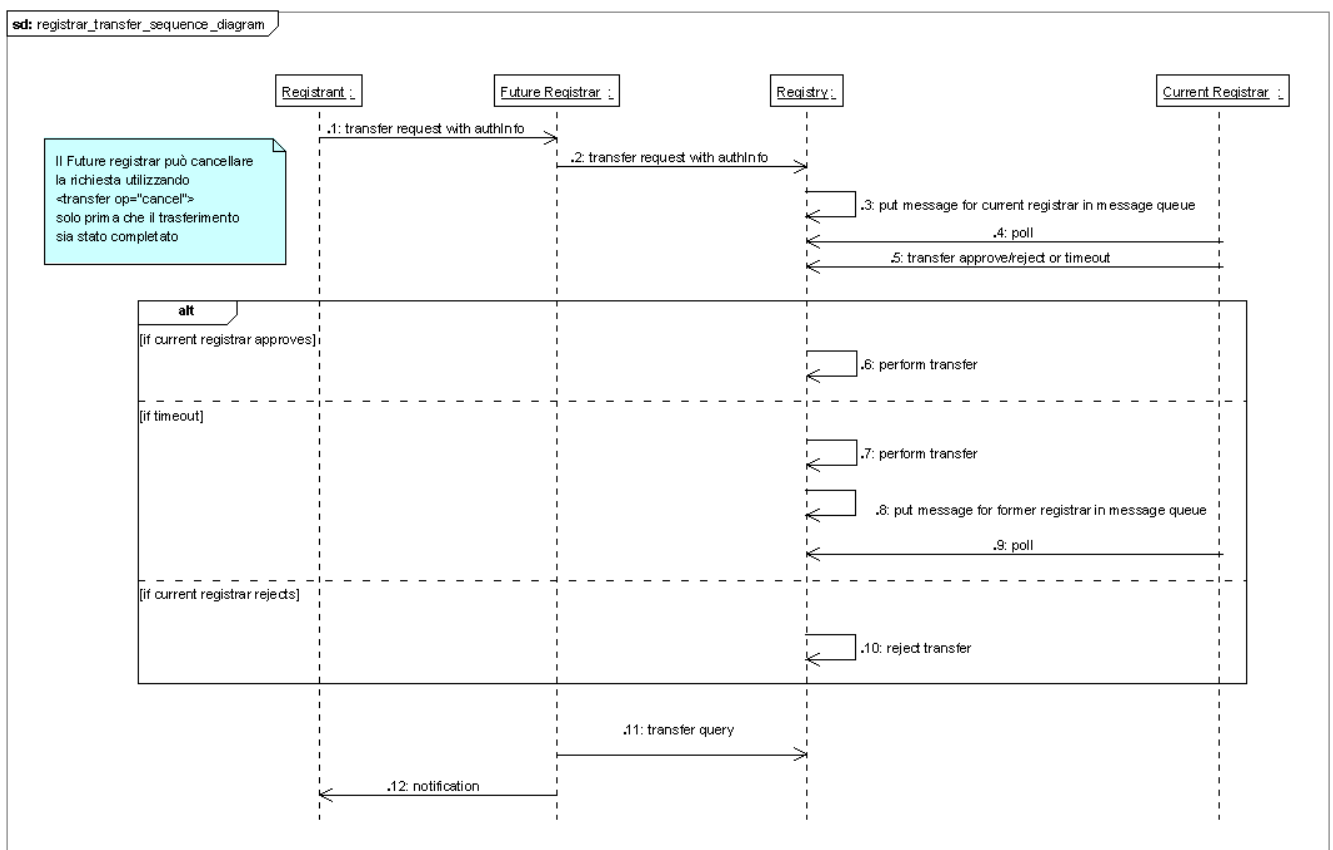 sd: registrar_transfer_sequence_diagram
Registrant :
Future Registrar :
Registry :
Current Registrar :
.1: transfer request with authInfo
.2: transfer request with authInfo
Il Future registrar può cancellare
la richiesta utilizzando
<transfer op="cancel">
solo prima che il trasferimento
sia stato completato
.3: put message for current registrar in message queue
.4: poll
.5: transfer approve/reject or timeout
alt
[if current registrar approves]
.6: perform transfer
[if timeout]
.7: perform transfer
.8: put message for former registrar in message queue
.9: poll
[if current registrar rejects]
.10: reject transfer
.11: transfer query
.12: notification